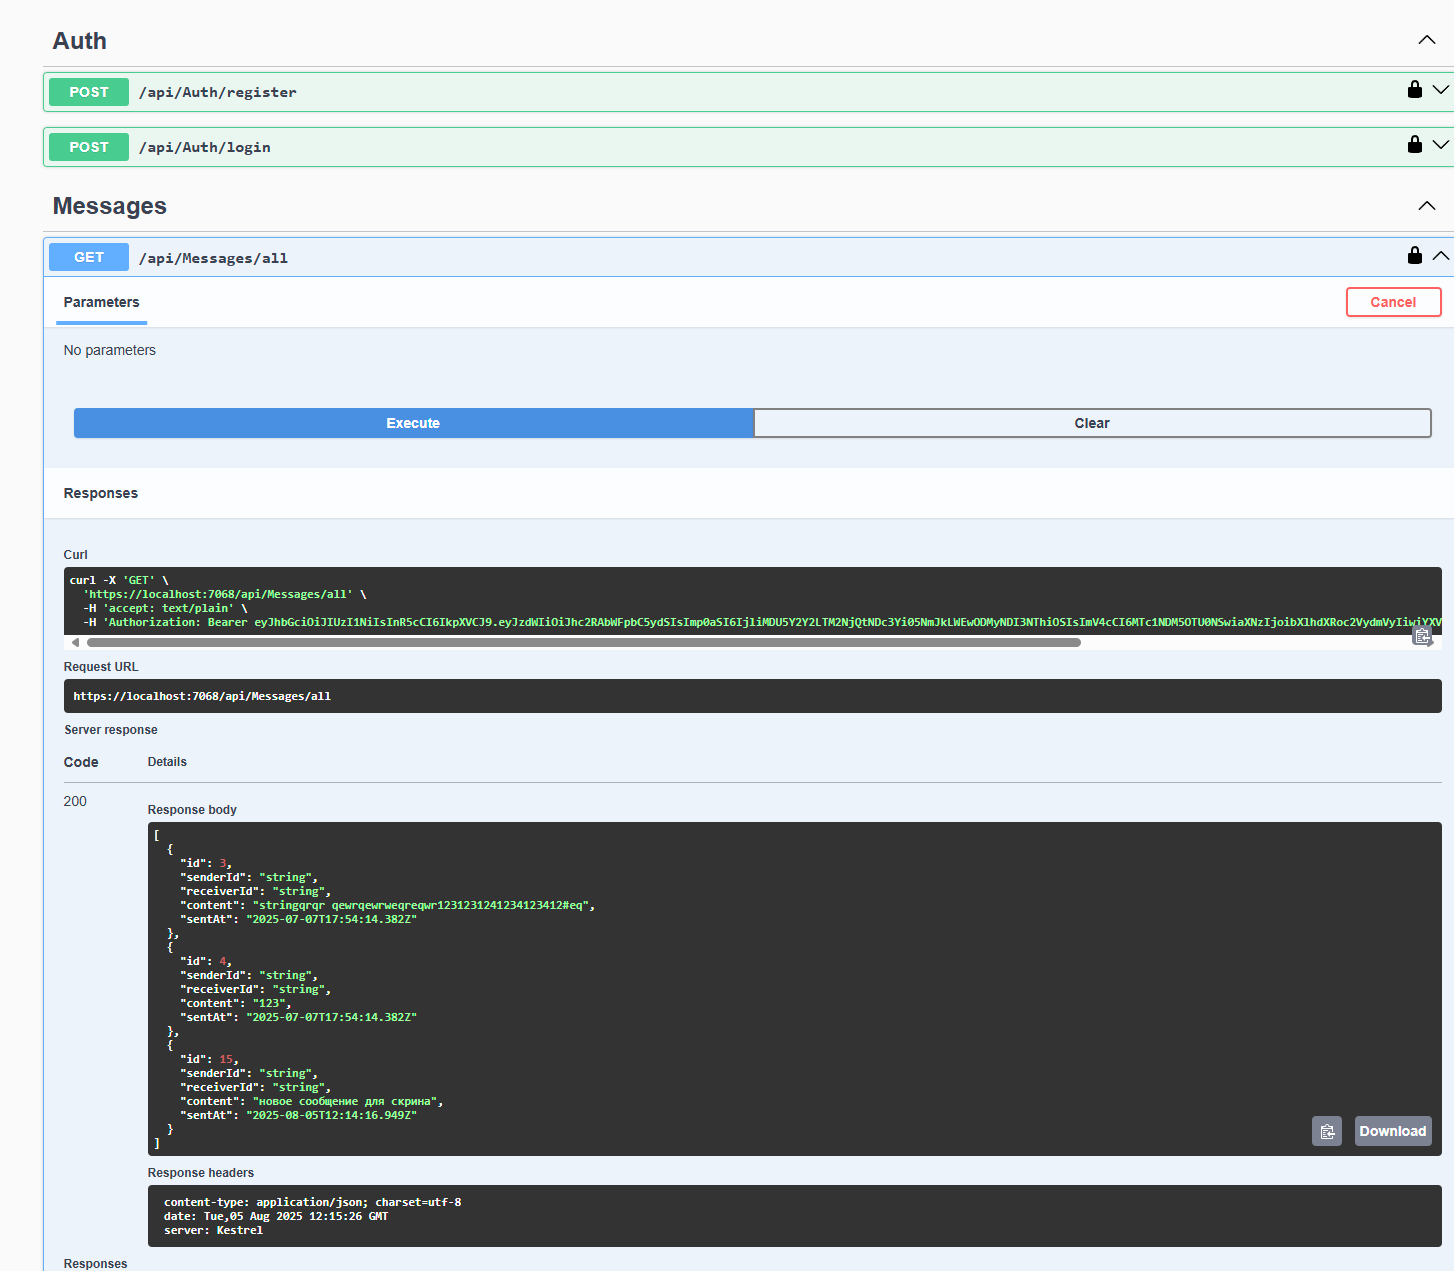 Auth
POST /api/Auth/register
POST /api/Auth/login
Messages
GET /api/Messages/all
Parameters
Cancel
No parameters
Execute
Clear
Responses
Curl
curl -X 'GET' \
'https://localhost:7068/api/Messages/all' \
-H 'accept: text/plain' \
-H 'Authorization: Bearer
Request URL
https://localhost:7068/api/Messages/all
Server response
Code Details
200
Response body
[
{
"id": 3,
"senderId": "string",
"receiverId": "string",
"content": "stringqrqr qewrqewrweqreqwr1231231241234123412#eq",
"sentAt": "2025-07-07T17:54:14.382Z"
},
{
"id": 4,
"senderId": "string",
"receiverId": "string",
"content": "123",
"sentAt": "2025-07-07T17:54:14.382Z"
},
{
"id": 15,
"senderId": "string",
"receiverId": "string",
"content": "новое сообщение для скрина",
"sentAt": "2025-08-05T12:14:16.949Z"
}
]
Download
Response headers
content-type: application/json; charset=utf-8
date: Tue,05 Aug 2025 12:15:26 GMT
server: Kestrel
Responses